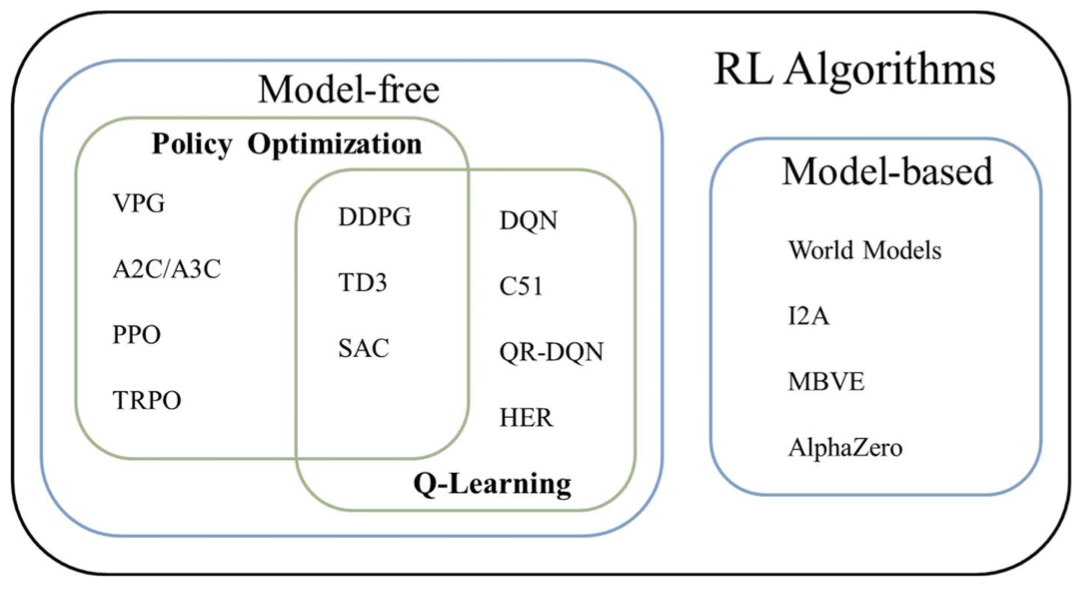 RL Algorithms
Model-free
Policy Optimization
VPG
A2C/A3C
PPO
TRPO
DDPG
TD3
SAC
DQN
C51
QR-DQN
HER
Q-Learning
Model-based
World Models
I2A
MBVE
AlphaZero